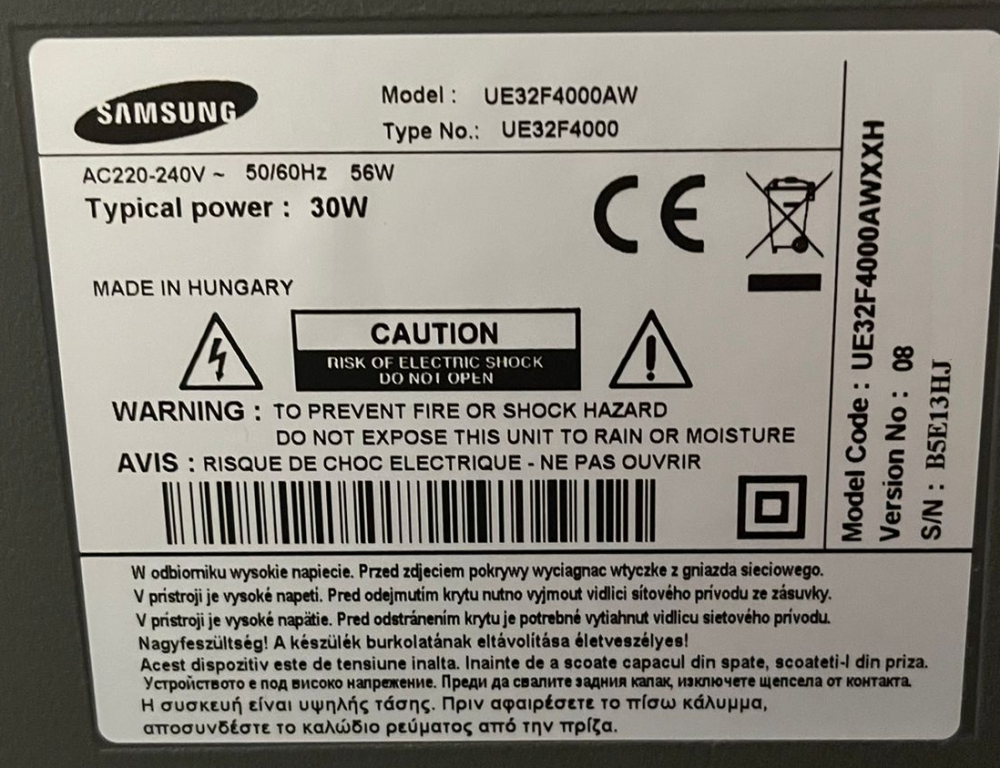 SAMSUNG
Model : UE32F4000AW
Type No.: UE32F4000
AC220-240V ~ 50/60Hz 56W
Typical power : 30W
MADE IN HUNGARY
CAUTION
RISK OF ELECTRIC SHOCK
DO NOT OPEN
WARNING : TO PREVENT FIRE OR SHOCK HAZARD
DO NOT EXPOSE THIS UNIT TO RAIN OR MOISTURE
AVIS : RISQUE DE CHOC ELECTRIQUE - NE PAS OUVRIR
Model Code : UE32F4000AWXXH
Version No : 08
S/N : B5E13HJ
W odbiorniku wysokie napiecie. Przed zdjeciem pokrywy wyciagnac wtyczke z gniazda sieciowego.
V pristroji je vysoké napeti. Pred odejmutím krytu nutno vyjmout vidlici sítového prívodu ze zásuvky.
V prístroji je vysoké napätie. Pred odstránením krytu je potrebné vytiahnut vidlicu sietového prívodu.
Nagyfeszültség! A készülék burkolatának eltávolítása életveszélyes!
Acest dispozitiv este de tensiune inalta. Inainte de a scoate capacul din spate, scoateti-l din priza.
Устройството е под високо напрежение. Преди да свалите задния капак, изключете щепсела от контакта.
Η συσκευή είναι υψηλής τάσης. Πριν αφαιρέσετε το πίσω κάλυμμα,
αποσυνδέστε το καλώδιο ρεύματος από την πρίζα.